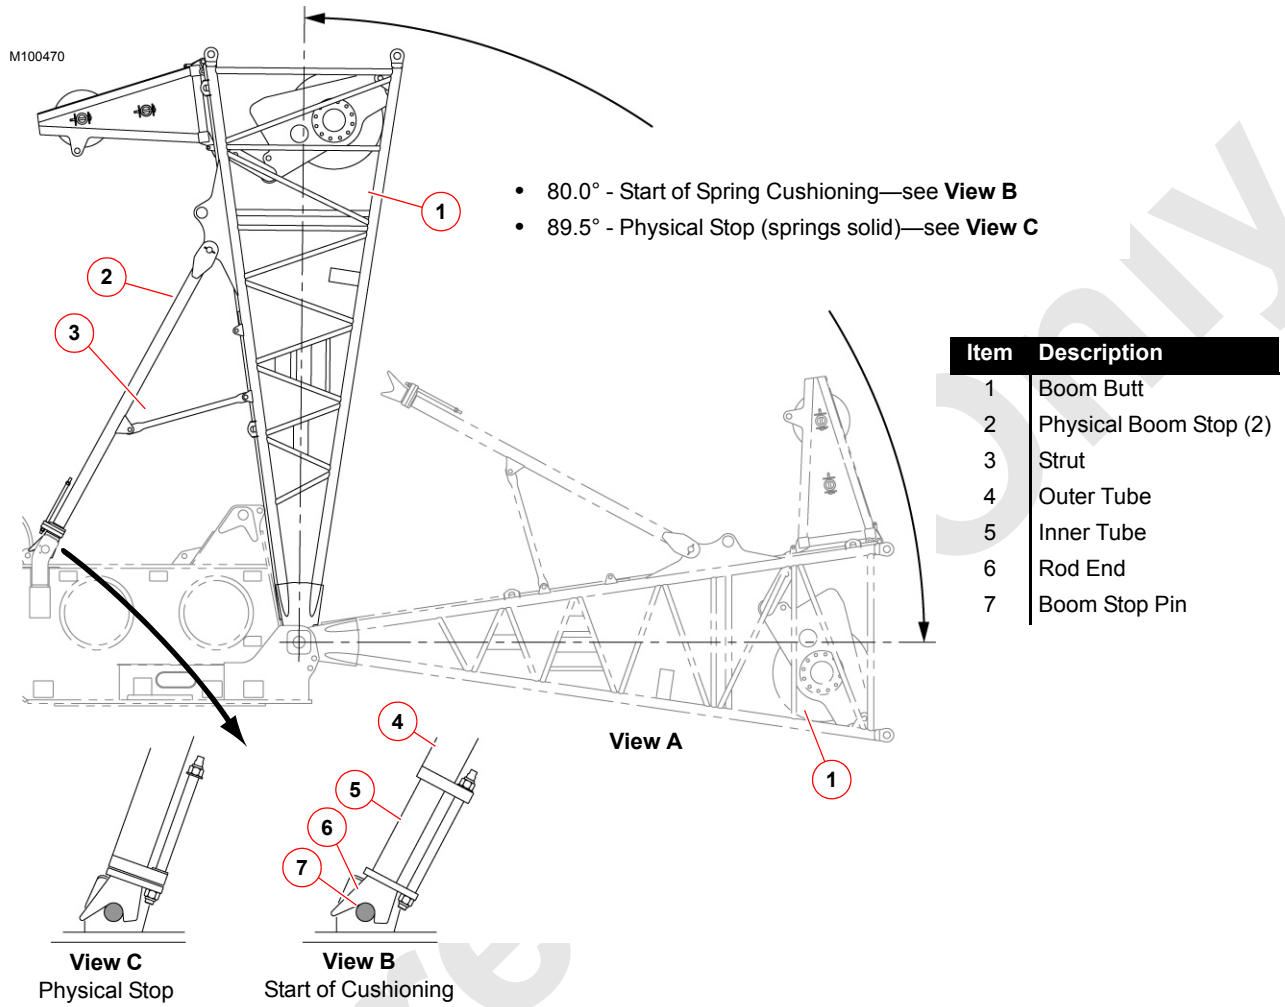 M100470
• 80.0° - Start of Spring Cushioning—see View B
• 89.5° - Physical Stop (springs solid)—see View C
1
2
3
Item Description
1 Boom Butt
2 Physical Boom Stop (2)
3 Strut
4 Outer Tube
5 Inner Tube
6 Rod End
7 Boom Stop Pin
View A
1
4
5
6
7
View C
Physical Stop
View B
Start of Cushioning